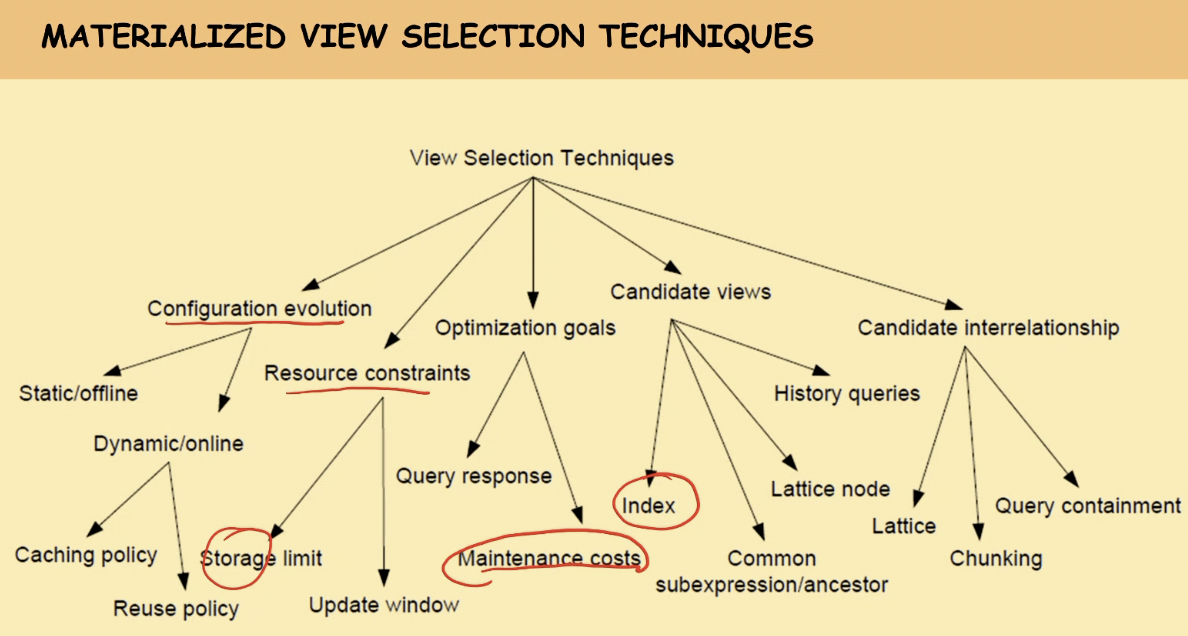 MATERIALIZED VIEW SELECTION TECHNIQUES
View Selection Techniques
Configuration evolution
Resource constraints
Optimization goals
Candidate views
Candidate interrelationship
Static/offline
Dynamic/online
Caching policy
Reuse policy
Storage limit
Update window
Query response
Maintenance costs
Index
Common
subexpression/ancestor
Lattice node
History queries
Lattice
Chunking
Query containment